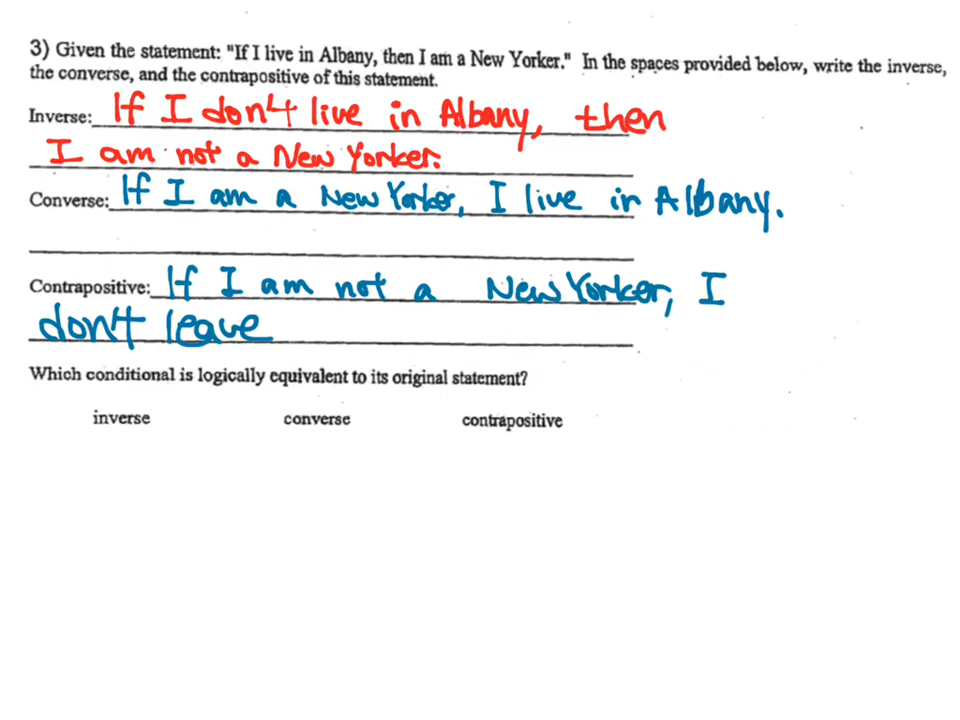 3) Given the statement: "If I live in Albany, then I am a New Yorker." In the spaces provided below, write the inverse,
the converse, and the contrapositive of this statement.
Inverse: If I don't live in Albany, then
I am not a New Yorker.
Converse: If I am a New Yorker, I live in Albany.
Contrapositive: If I am not a New Yorker, I
don't leave
Which conditional is logically equivalent to its original statement?
inverse converse contrapositive